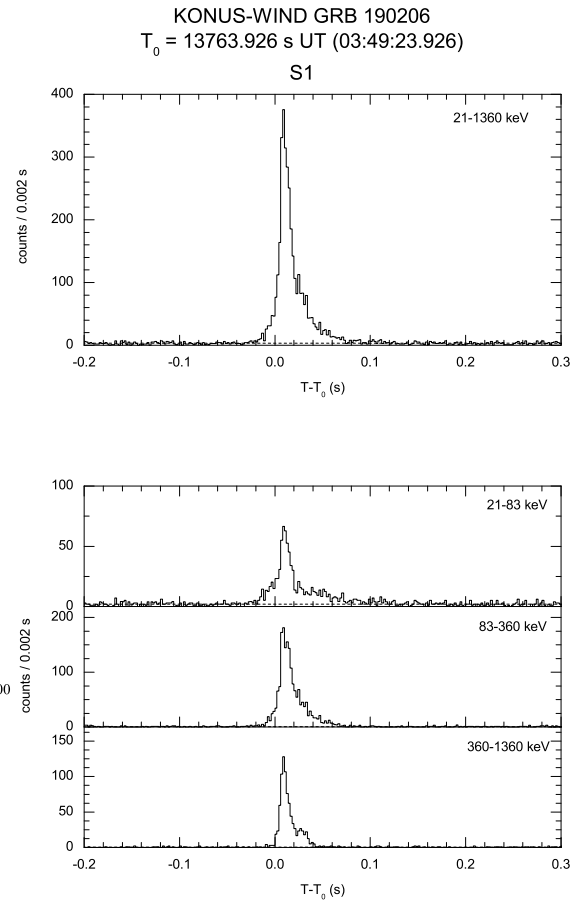 KONUS-WIND GRB 190206
T0 = 13763.926 s UT (03:49:23.926)
S1
21-1360 keV
400
300
200
100
0
counts / 0.002 s
-0.2 -0.1 0.0 0.1 0.2 0.3
T-T0 (s)
21-83 keV
100
50
0
83-360 keV
200
100
0
counts / 0.002 s
00
360-1360 keV
150
100
50
0
-0.2 -0.1 0.0 0.1 0.2 0.3
T-T0 (s)